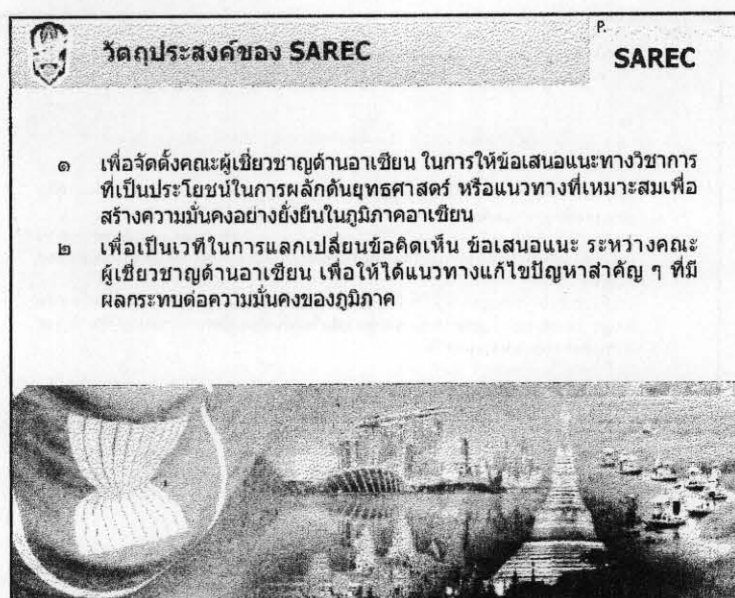 วัตถุประสงค์ของ SAREC
P.
SAREC
๑ เพื่อจัดตั้งคณะผู้เชี่ยวชาญด้านอาเซียน ในการให้ข้อเสนอแนะทางวิชาการ
ที่เป็นประโยชน์ในการผลักดันยุทธศาสตร์ หรือแนวทางที่เหมาะสมเพื่อ
สร้างความมั่นคงอย่างยั่งยืนในภูมิภาคอาเซียน
๒ เพื่อเป็นเวทีในการแลกเปลี่ยนข้อคิดเห็น ข้อเสนอแนะ ระหว่างคณะ
ผู้เชี่ยวชาญด้านอาเซียน เพื่อให้ได้แนวทางแก้ไขปัญหาสำคัญ ๆ ที่มี
ผลกระทบต่อความมั่นคงของภูมิภาค